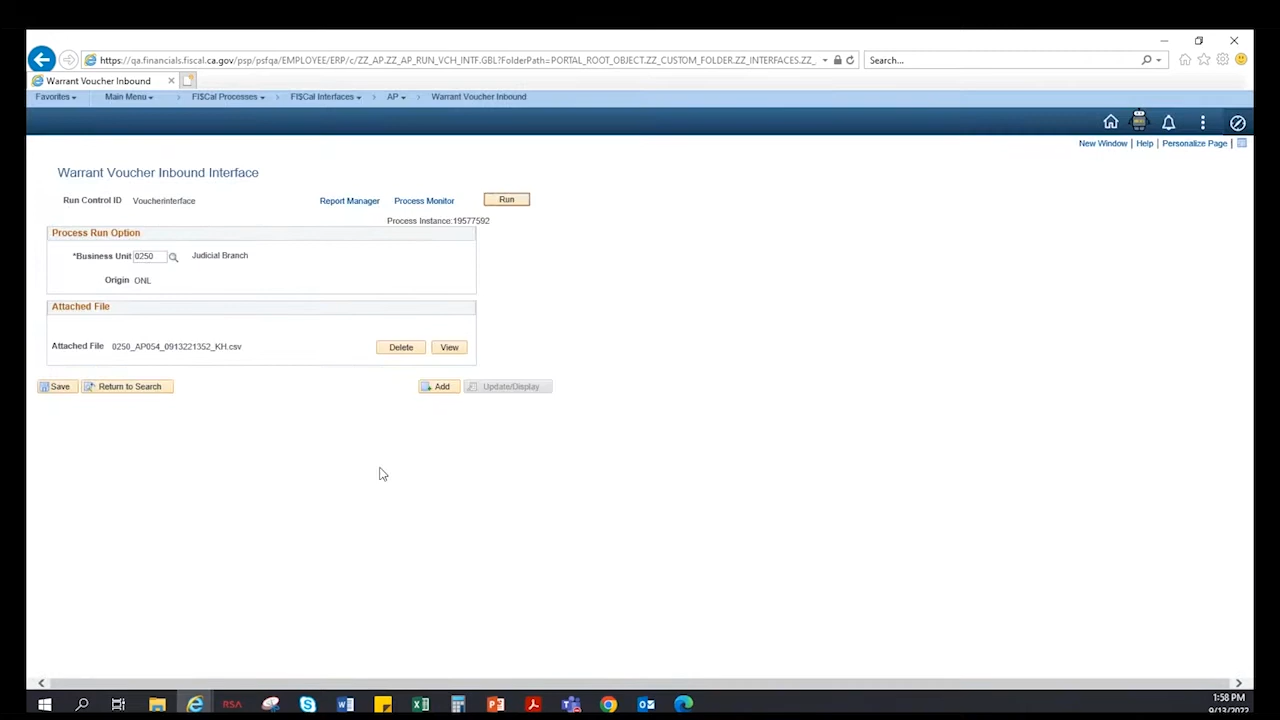 https://qa.financials.fiscal.ca.gov/psp/psfqa/EMPLOYEE/ERP/c/ZZ_AP.ZZ_AP_RUN_VCH_INTF.GBL?FolderPath=PORTAL_ROOT_OBJECT.ZZ_CUSTOM_FOLDER.ZZ_INTERFACES.ZZ_ Search...
Warrant Voucher Inbound
Favorites Main Menu > FI$Cal Processes > FI$Cal Interfaces > AP > Warrant Voucher Inbound
New Window | Help | Personalize Page |
Warrant Voucher Inbound Interface
Run Control ID Voucherinterface Report Manager Process Monitor Run
Process Instance:19577592
Process Run Option
*Business Unit 0250 Judicial Branch
Origin ONL
Attached File
Attached File 0250_AP054_0913221352_KH.csv Delete View
Save Return to Search Add Update/Display
RSA
1:58 PM
9/13/2022